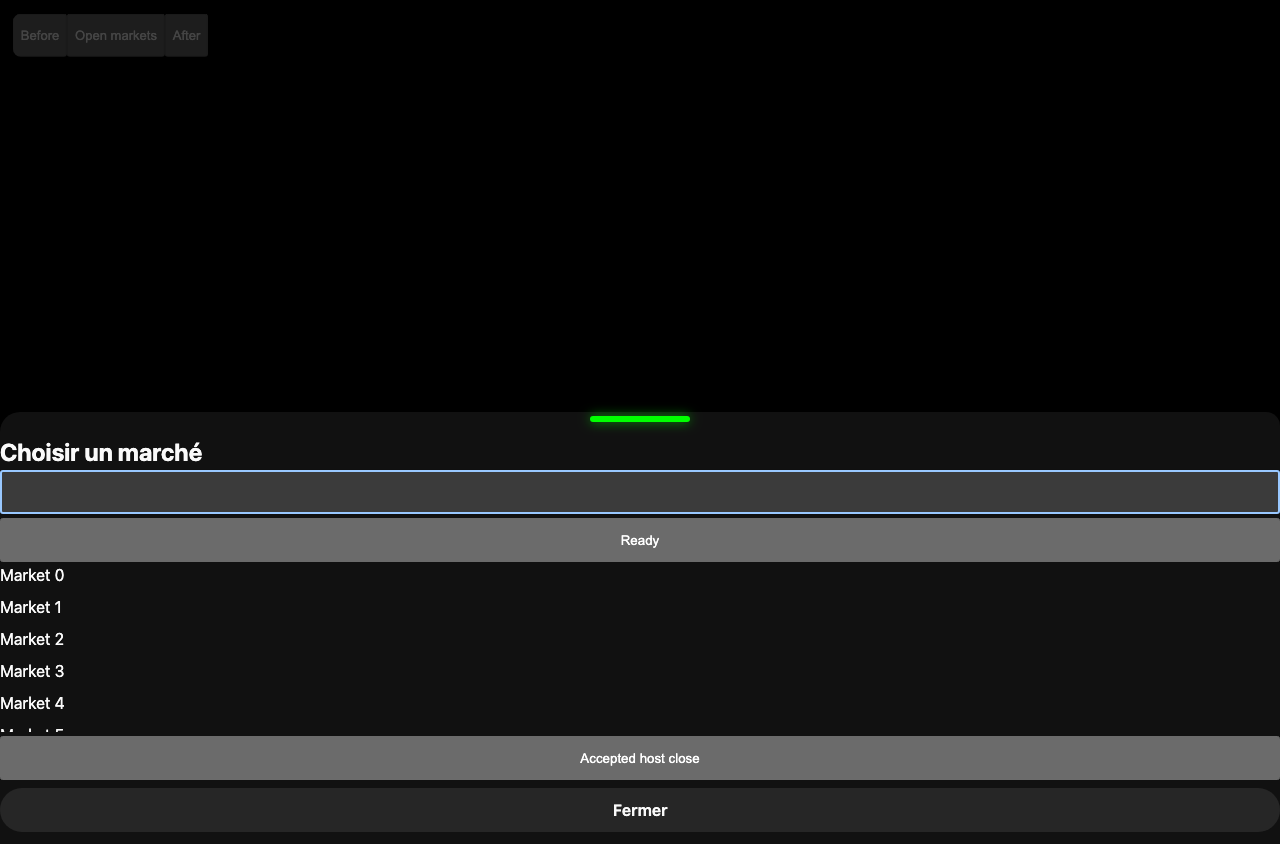 Before Open markets After
Choisir un marché
Ready
Market 0
Market 1
Market 2
Market 3
Market 4
Accepted host close
Fermer